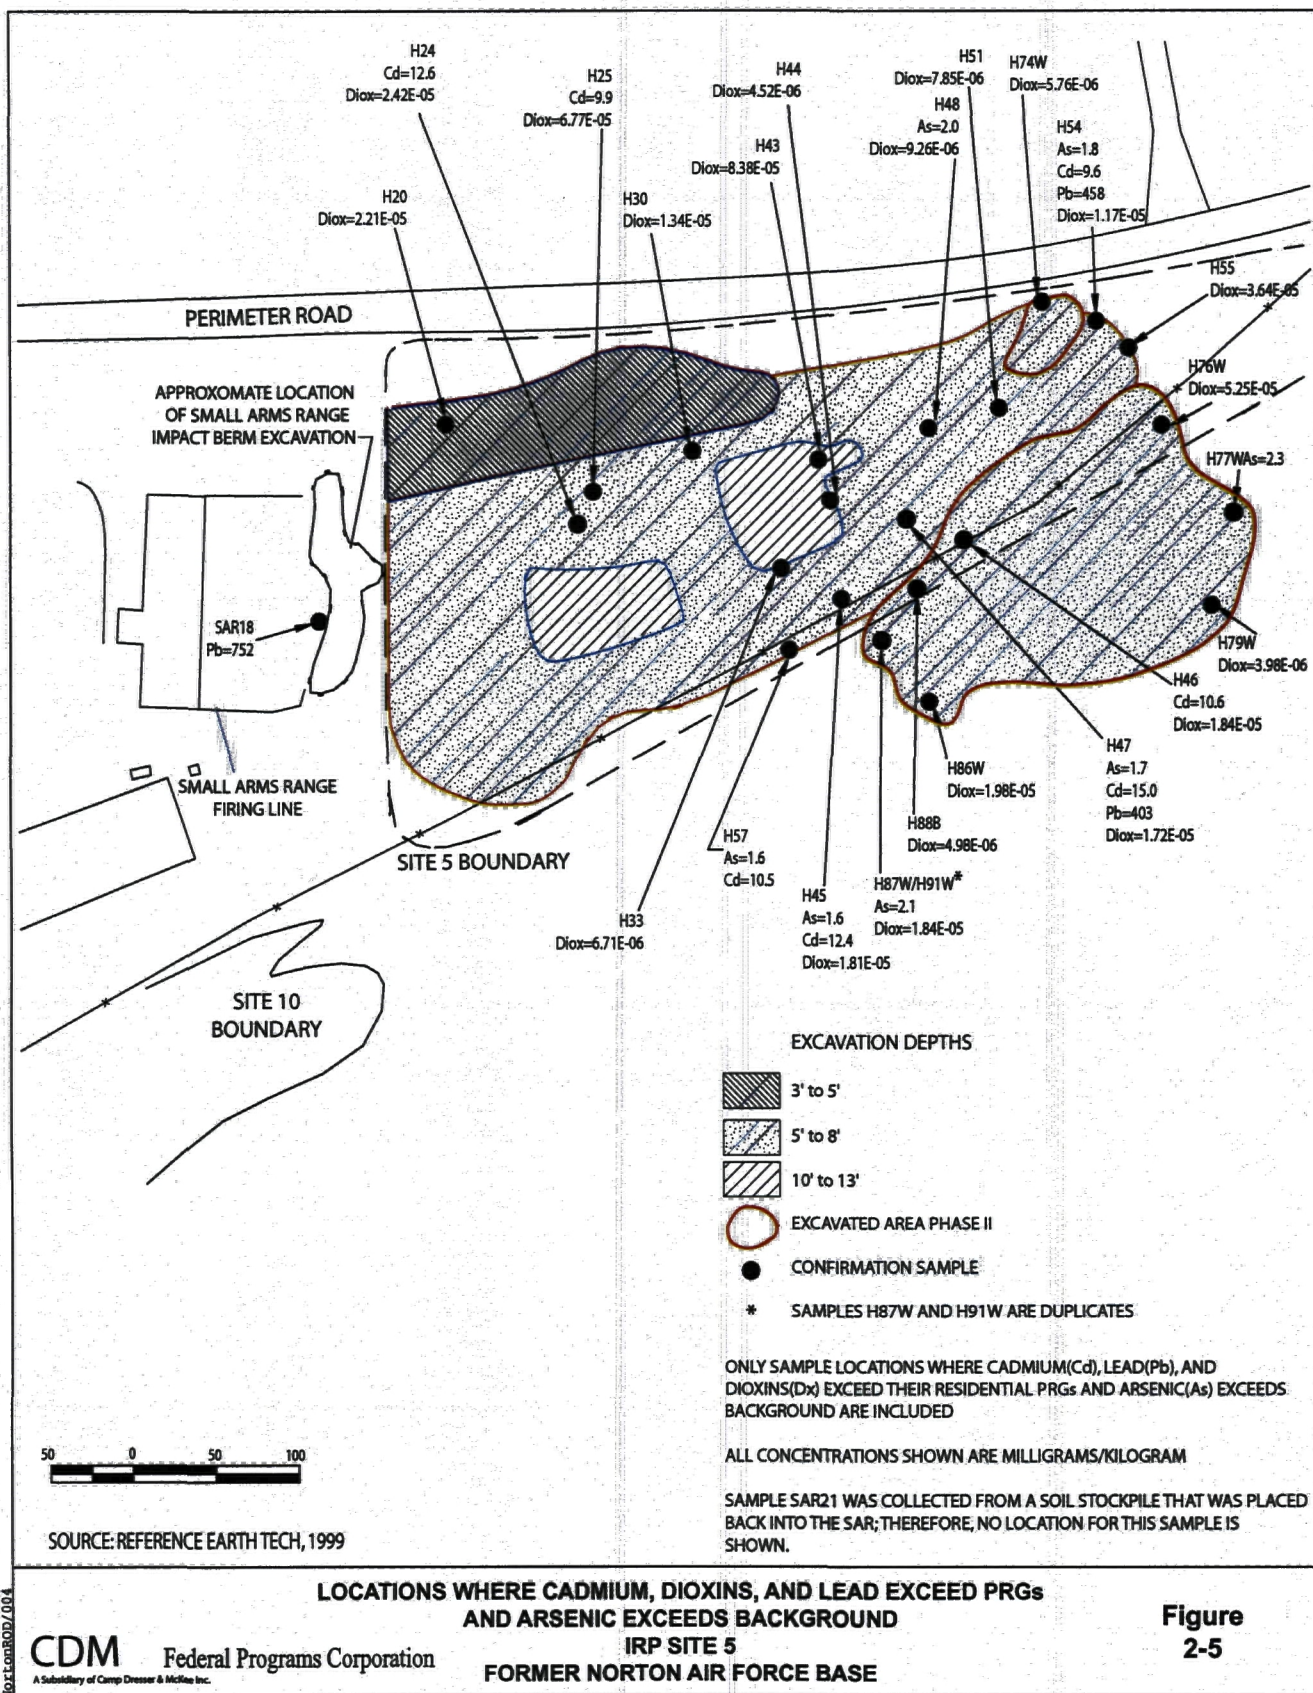 H24
Cd=12.6
Diox=2.42E-05
H25
Cd=9.9
Diox=6.77E-05
H44
Diox=4.52E-06
H51
Diox=7.85E-06
H74W
Diox=5.76E-06
H48
As=2.0
Diox=9.26E-06
H54
As=1.8
Cd=9.6
Pb=458
Diox=1.17E-05
H43
Diox=8.38E-05
H20
Diox=2.21E-05
H30
Diox=1.34E-05
H55
Diox=3.64E-05
PERIMETER ROAD
H76W
Diox=5.25E-05
APPROXOMATE LOCATION
OF SMALL ARMS RANGE
IMPACT BERM EXCAVATION
H77WAs=2.3
SAR18
Pb=752
H79W
Diox=3.98E-06
H46
Cd=10.6
Diox=1.84E-05
H47
As=1.7
Cd=15.0
Pb=403
Diox=1.72E-05
SMALL ARMS RANGE
FIRING LINE
H86W
Diox=1.98E-05
H88B
Diox=4.98E-06
SITE 5 BOUNDARY
H57
As=1.6
Cd=10.5
H87W/H91W*
As=2.1
Diox=1.84E-05
H45
As=1.6
Cd=12.4
Diox=1.81E-05
H33
Diox=6.71E-06
SITE 10
BOUNDARY
EXCAVATION DEPTHS
3' to 5'
5' to 8'
10' to 13'
EXCAVATED AREA PHASE II
CONFIRMATION SAMPLE
* SAMPLES H87W AND H91W ARE DUPLICATES
ONLY SAMPLE LOCATIONS WHERE CADMIUM(Cd), LEAD(Pb), AND
DIOXINS(Dx) EXCEED THEIR RESIDENTIAL PRGs AND ARSENIC(As) EXCEEDS
BACKGROUND ARE INCLUDED
ALL CONCENTRATIONS SHOWN ARE MILLIGRAMS/KILOGRAM
SAMPLE SAR21 WAS COLLECTED FROM A SOIL STOCKPILE THAT WAS PLACED
BACK INTO THE SAR; THEREFORE, NO LOCATION FOR THIS SAMPLE IS
SHOWN.
50 0 50 100
SOURCE: REFERENCE EARTH TECH, 1999
LOCATIONS WHERE CADMIUM, DIOXINS, AND LEAD EXCEED PRGs
AND ARSENIC EXCEEDS BACKGROUND
IRP SITE 5
FORMER NORTON AIR FORCE BASE
Figure
2-5
CDM Federal Programs Corporation
A Subsidiary of Camp Dresser & McKee Inc.
ortonROD/004